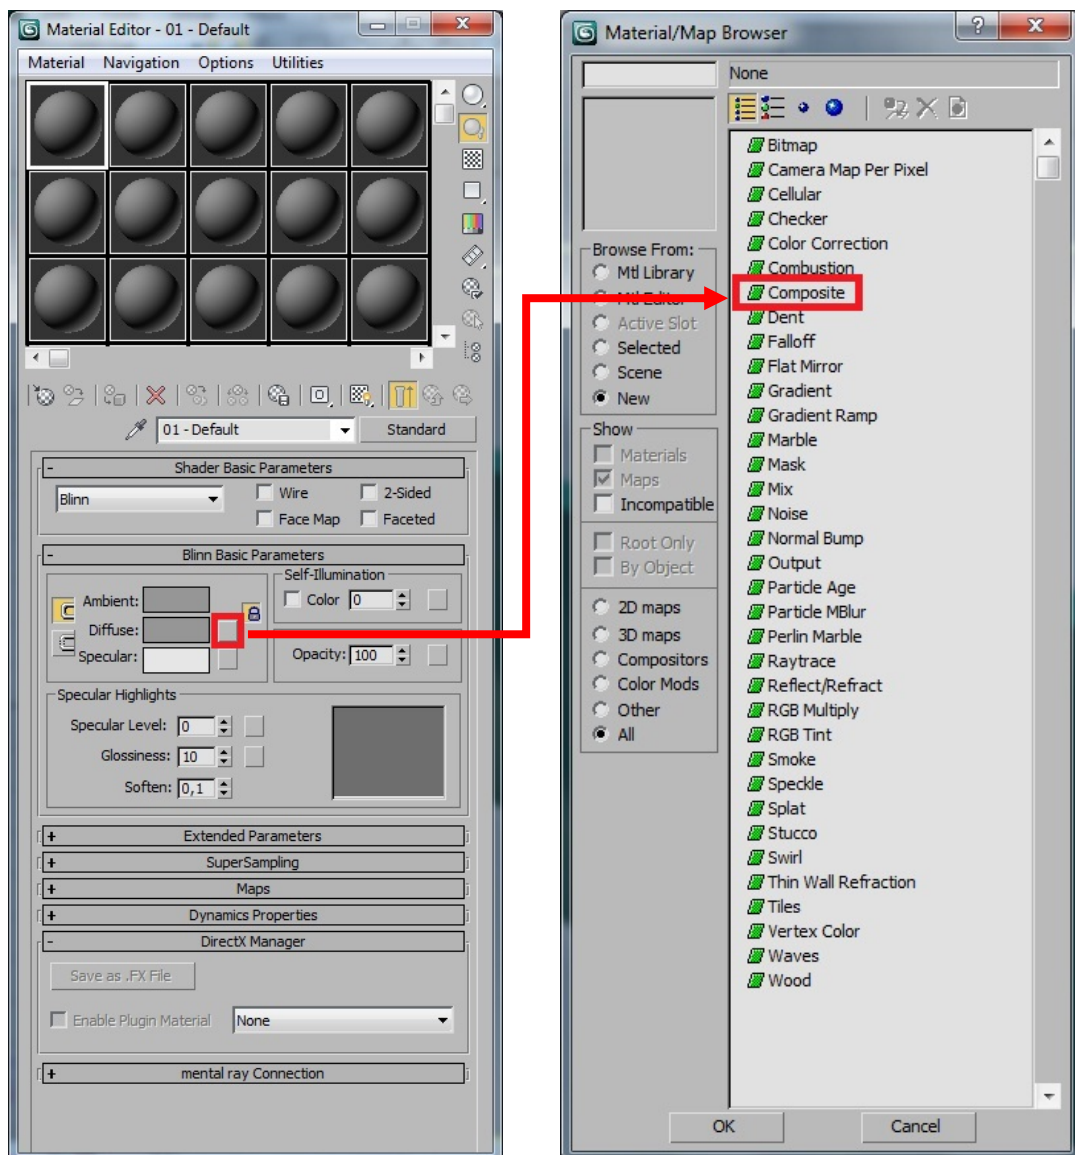 Material Editor - 01 - Default
Material Navigation Options Utilities
01 - Default
Standard
Shader Basic Parameters
Blinn
Wire
2-Sided
Face Map
Faceted
Blinn Basic Parameters
Self-Illumination
Ambient:
Color 0
Diffuse:
Specular:
Opacity: 100
Specular Highlights
Specular Level: 0
Glossiness: 10
Soften: 0,1
+ Extended Parameters
+ SuperSampling
+ Maps
+ Dynamics Properties
- DirectX Manager
Save as .FX File
Enable Plugin Material None
+ mental ray Connection
Material/Map Browser
None
Browse From:
Mtl Library
Mtl Editor
Active Slot
Selected
Scene
New
Show
Materials
Maps
Incompatible
Root Only
By Object
2D maps
3D maps
Compositors
Color Mods
Other
All
Bitmap
Camera Map Per Pixel
Cellular
Checker
Color Correction
Combustion
Composite
Dent
Falloff
Flat Mirror
Gradient
Gradient Ramp
Marble
Mask
Mix
Noise
Normal Bump
Output
Particle Age
Particle MBlur
Perlin Marble
Raytrace
Reflect/Refract
RGB Multiply
RGB Tint
Smoke
Speckle
Splat
Stucco
Swirl
Thin Wall Refraction
Tiles
Vertex Color
Waves
Wood
OK
Cancel